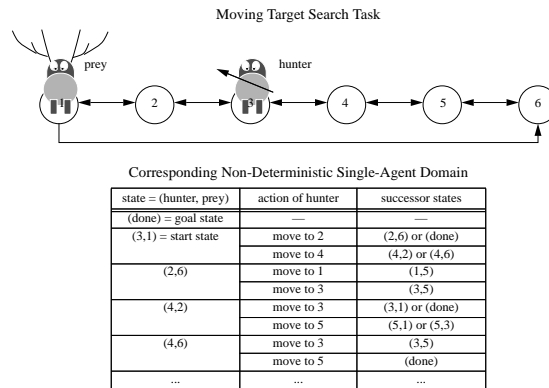 Moving Target Search Task
prey
hunter
1 2 3 4 5 6
Corresponding Non-Deterministic Single-Agent Domain
state = (hunter, prey) action of hunter successor states
(done) = goal state — —
(3,1) = start state move to 2 (2,6) or (done)
move to 4 (4,2) or (4,6)
(2,6) move to 1 (1,5)
move to 3 (3,5)
(4,2) move to 3 (3,1) or (done)
move to 5 (5,1) or (5,3)
(4,6) move to 3 (3,5)
move to 5 (done)
... ... ...